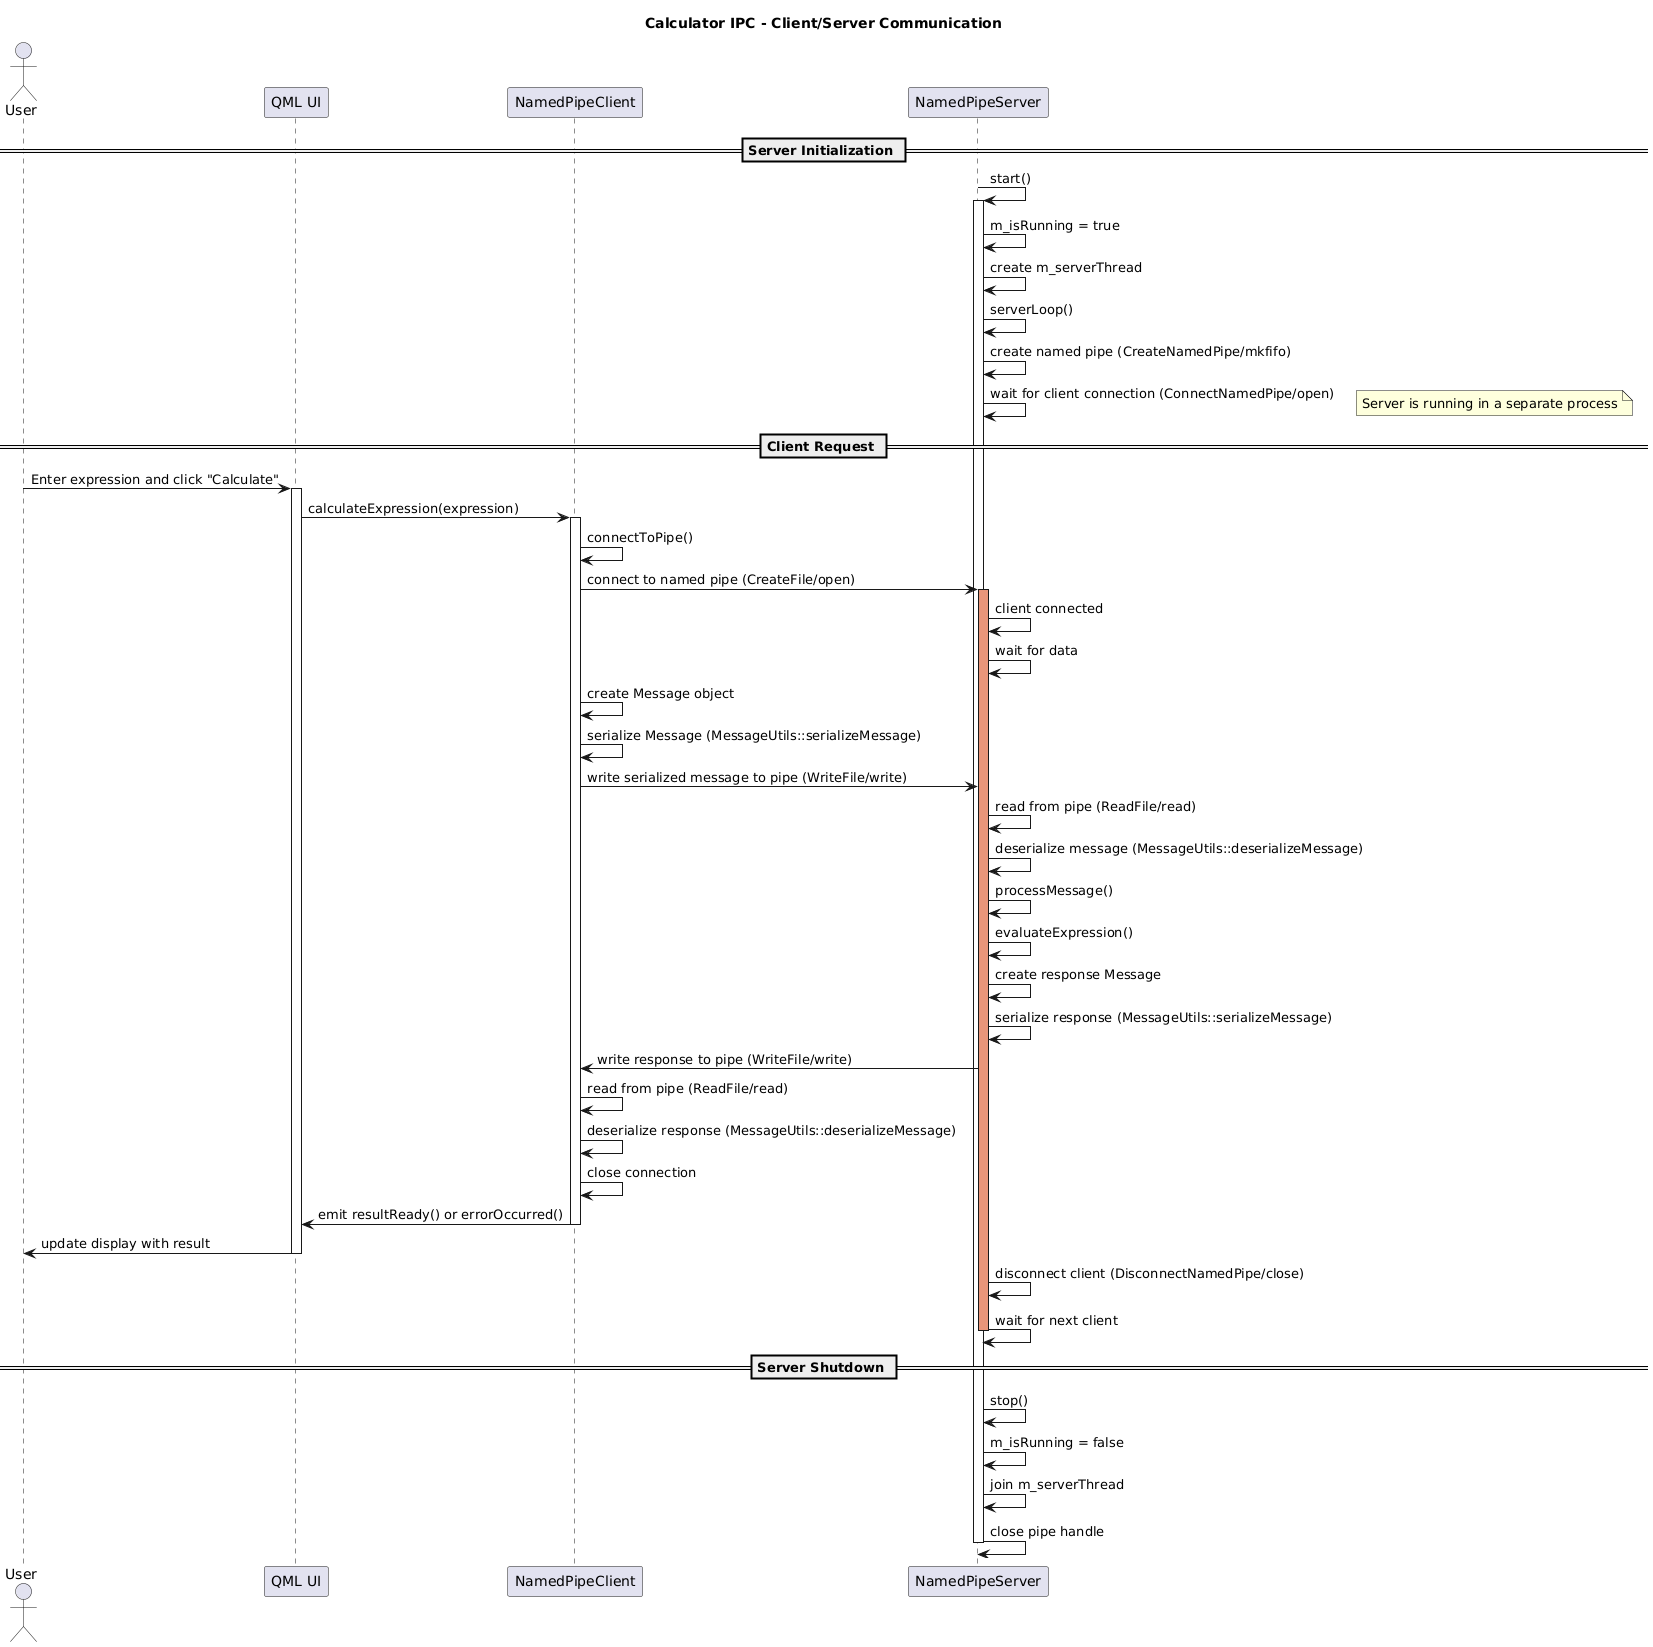 Calculator IPC - Client/Server Communication
User
QML UI
NamedPipeClient
NamedPipeServer
Server Initialization
start()
m_isRunning = true
create m_serverThread
serverLoop()
create named pipe (CreateNamedPipe/mkfifo)
wait for client connection (ConnectNamedPipe/open)
Server is running in a separate process
Client Request
Enter expression and click "Calculate"
calculateExpression(expression)
connectToPipe()
connect to named pipe (CreateFile/open)
client connected
wait for data
create Message object
serialize Message (MessageUtils::serializeMessage)
write serialized message to pipe (WriteFile/write)
read from pipe (ReadFile/read)
deserialize message (MessageUtils::deserializeMessage)
processMessage()
evaluateExpression()
create response Message
serialize response (MessageUtils::serializeMessage)
write response to pipe (WriteFile/write)
read from pipe (ReadFile/read)
deserialize response (MessageUtils::deserializeMessage)
close connection
emit resultReady() or errorOccurred()
update display with result
disconnect client (DisconnectNamedPipe/close)
wait for next client
Server Shutdown
stop()
m_isRunning = false
join m_serverThread
close pipe handle
User
QML UI
NamedPipeClient
NamedPipeServer